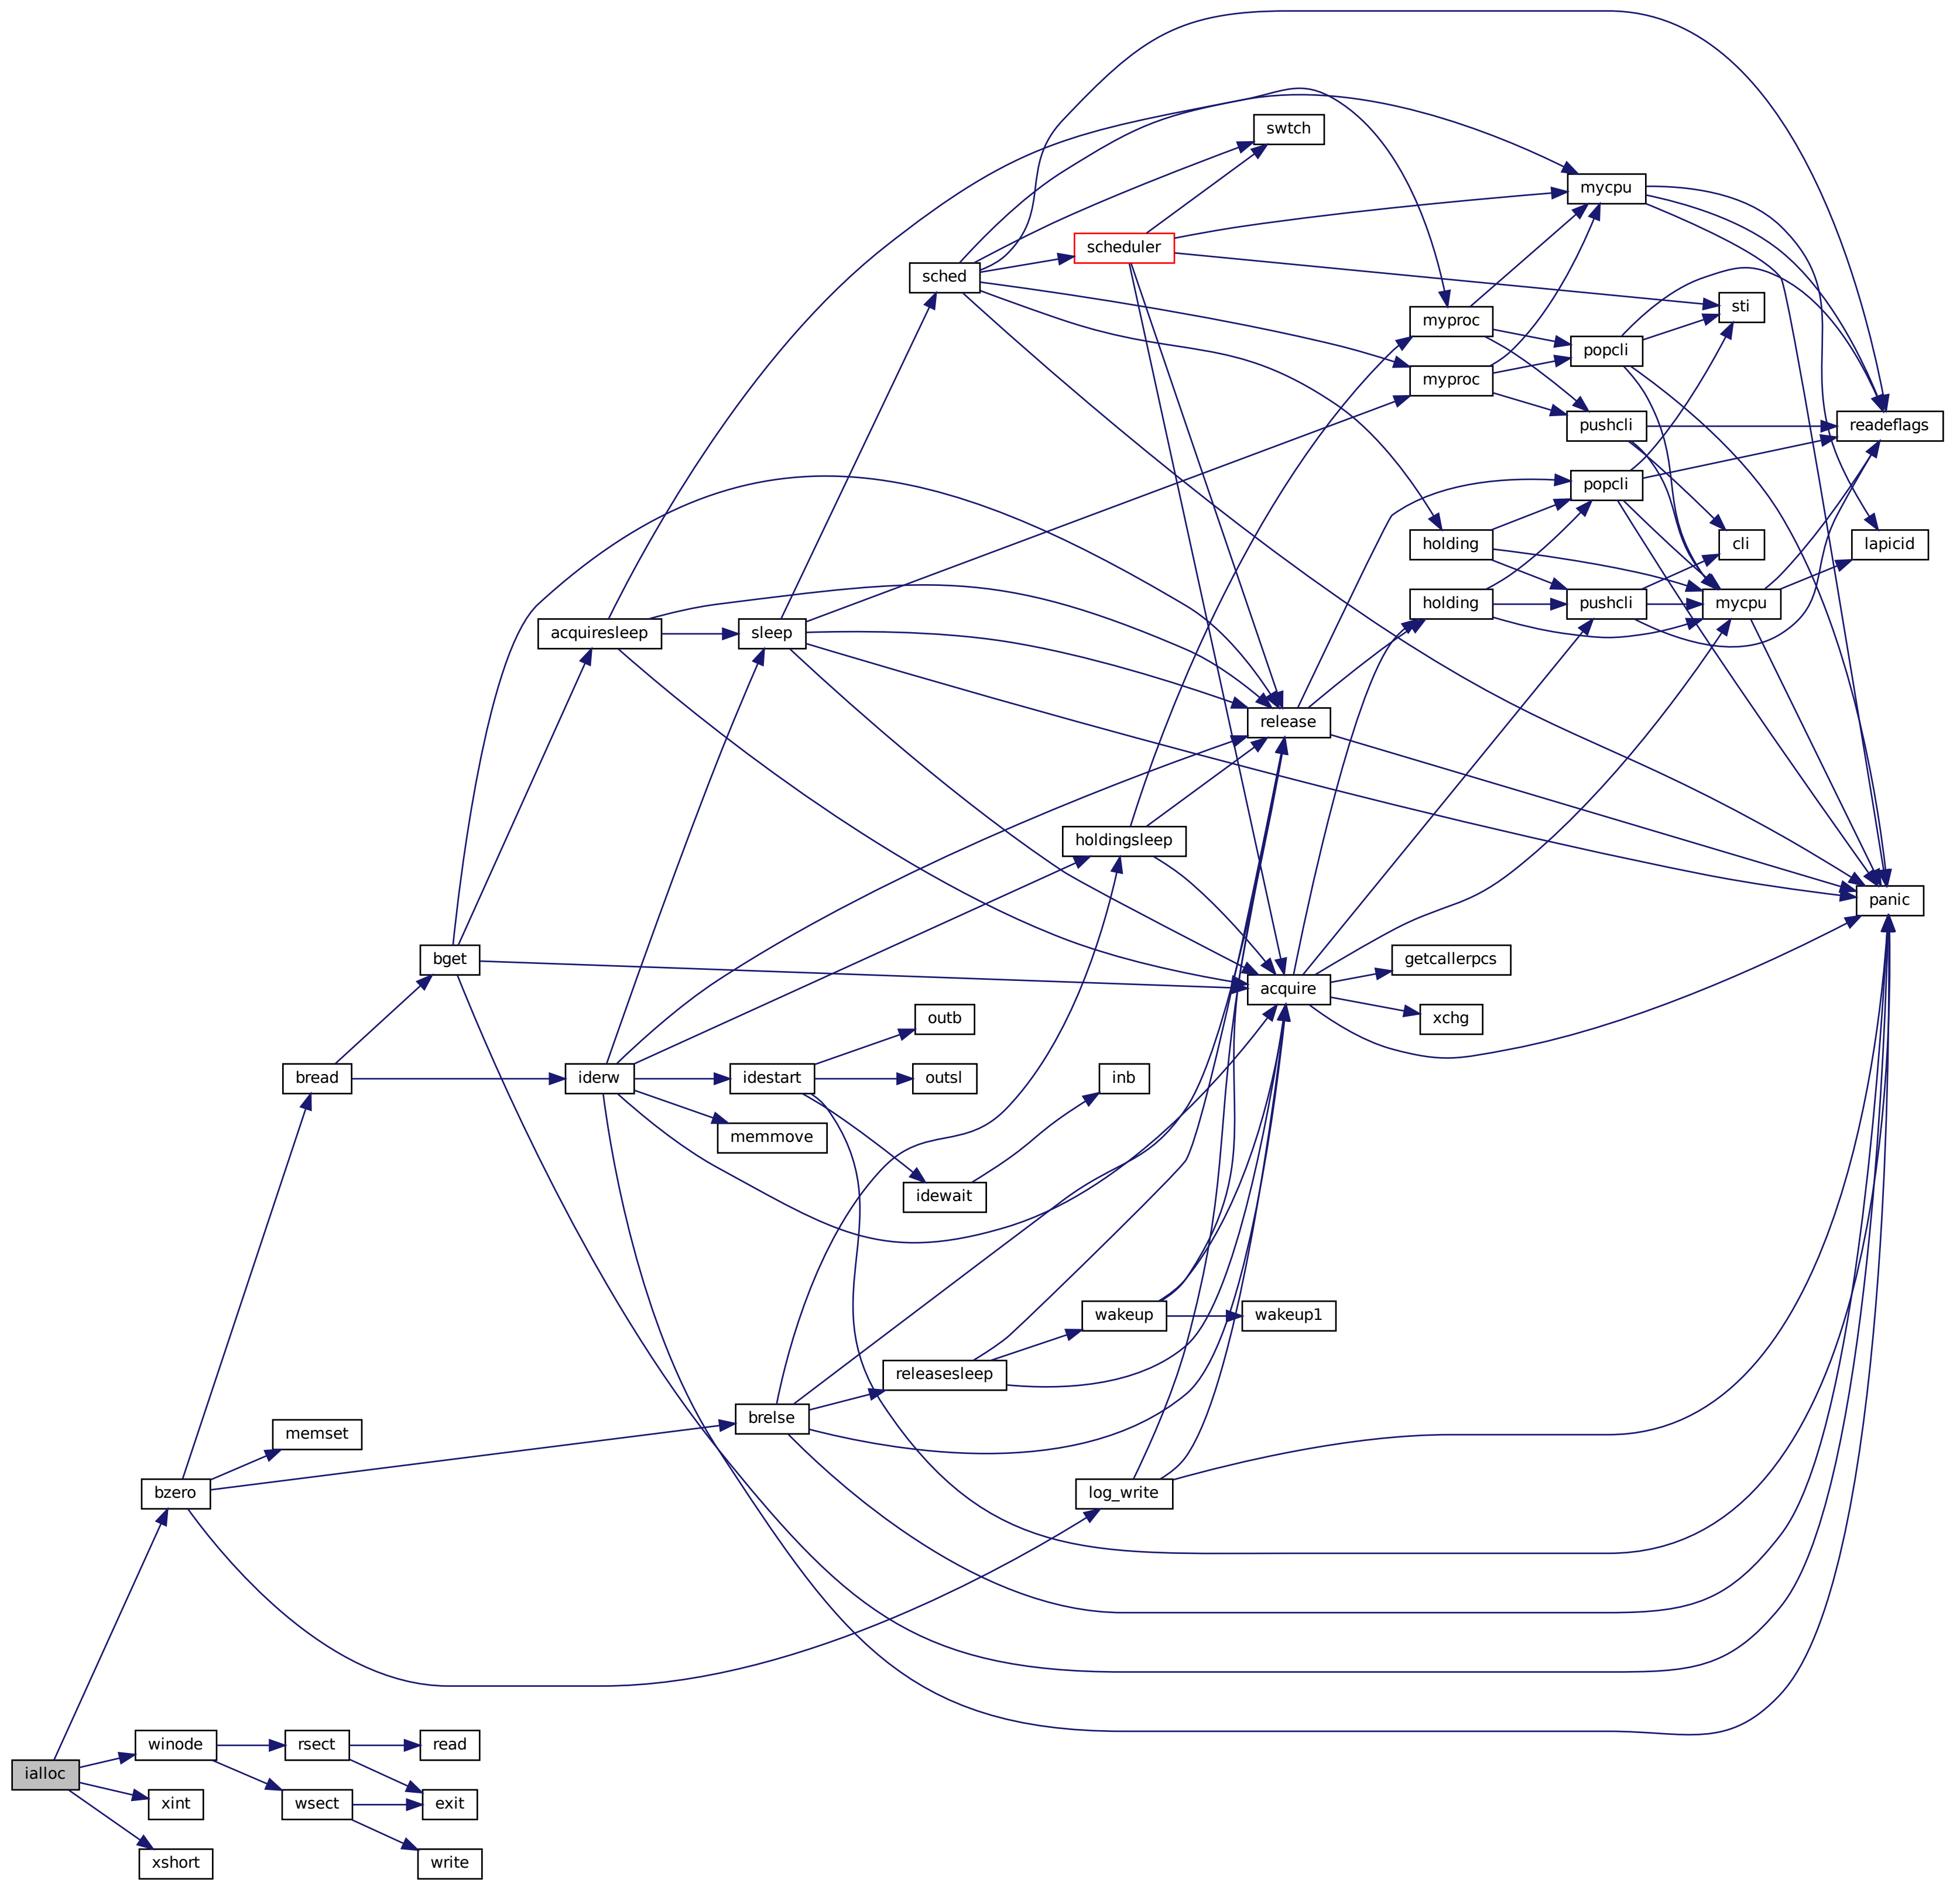 swtch
mycpu
scheduler
sched
sti
myproc
popcli
myproc
pushcli
readeflags
popcli
holding
cli
lapicid
holding
pushcli
mycpu
acquiresleep
sleep
release
holdingsleep
panic
bget
getcallerpcs
acquire
outb
xchg
bread
iderw
idestart
outsl
inb
memmove
idewait
wakeup
wakeup1
releasesleep
brelse
memset
bzero
log_write
winode
rsect
read
ialloc
xint
wsect
exit
xshort
write